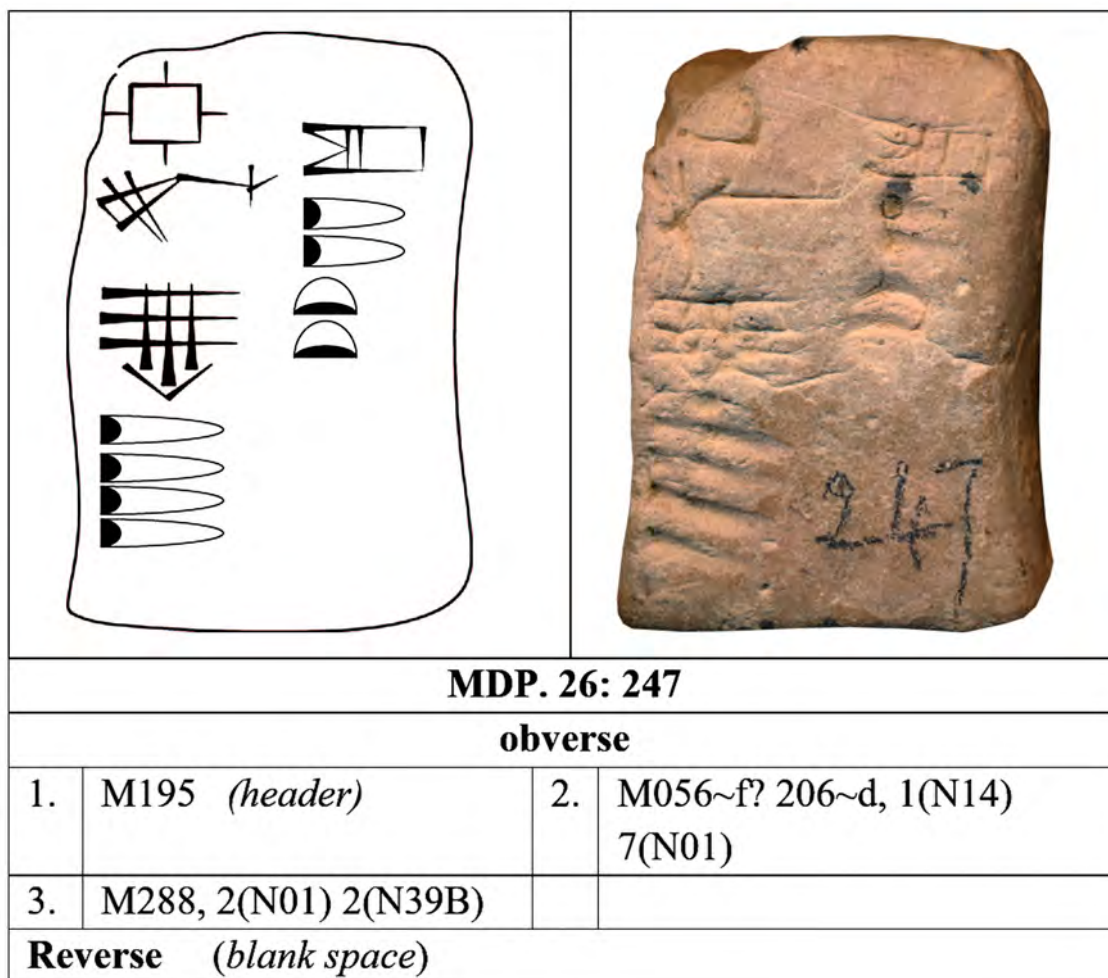 247
MDP. 26: 247
obverse
1. M195 (header) 2. M056~f? 206~d, 1(N14)
7(N01)
3. M288, 2(N01) 2(N39B)
Reverse (blank space)